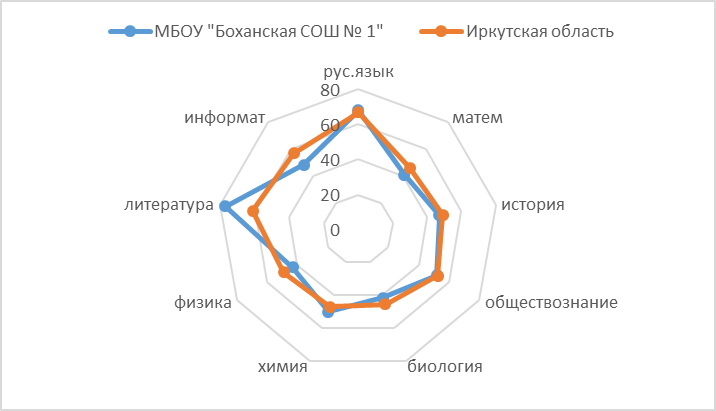 МБОУ "Боханская СОШ № 1" Иркутская область
рус.язык
80
информат матем
60
40
литература 20 история
0
физика обществознание
химия биология